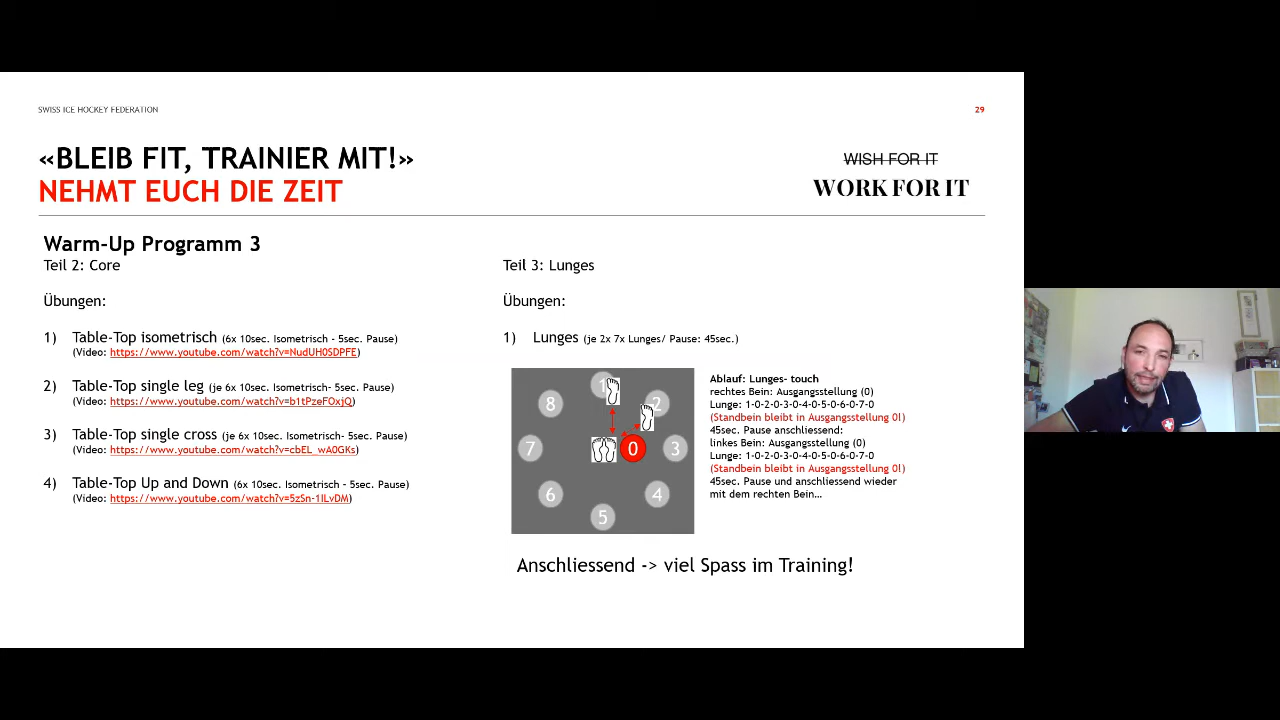 SWISS ICE HOCKEY FEDERATION
29
«BLEIB FIT, TRAINIER MIT!»
NEHMT EUCH DIE ZEIT
WISH FOR IT
WORK FOR IT
Warm-Up Programm 3
Teil 2: Core
Übungen:
1) Table-Top isometrisch (6x 10sec. Isometrisch - 5sec. Pause)
(Video: https://www.youtube.com/watch?v=NudUH0SDPFE)
2) Table-Top single leg (je 6x 10sec. Isometrisch- 5sec. Pause)
(Video: https://www.youtube.com/watch?v=b1tPzeFOxjQ)
3) Table-Top single cross (je 6x 10sec. Isometrisch- 5sec. Pause)
(Video: https://www.youtube.com/watch?v=cbEL_wA0GKs)
4) Table-Top Up and Down (6x 10sec. Isometrisch - 5sec. Pause)
(Video: https://www.youtube.com/watch?v=5zSn-1ILvDM)
Teil 3: Lunges
Übungen:
1) Lunges (je 2x 7x Lunges/ Pause: 45sec.)
1
8 2
7 0 3
6 4
5
Ablauf: Lunges- touch
rechtes Bein: Ausgangsstellung (0)
Lunge: 1-0-2-0-3-0-4-0-5-0-6-0-7-0
(Standbein bleibt in Ausgangsstellung 0!)
45sec. Pause anschliessend:
linkes Bein: Ausgangsstellung (0)
Lunge: 1-0-2-0-3-0-4-0-5-0-6-0-7-0
(Standbein bleibt in Ausgangsstellung 0!)
45sec. Pause und anschliessend wieder
mit dem rechten Bein...
Anschliessend -> viel Spass im Training!